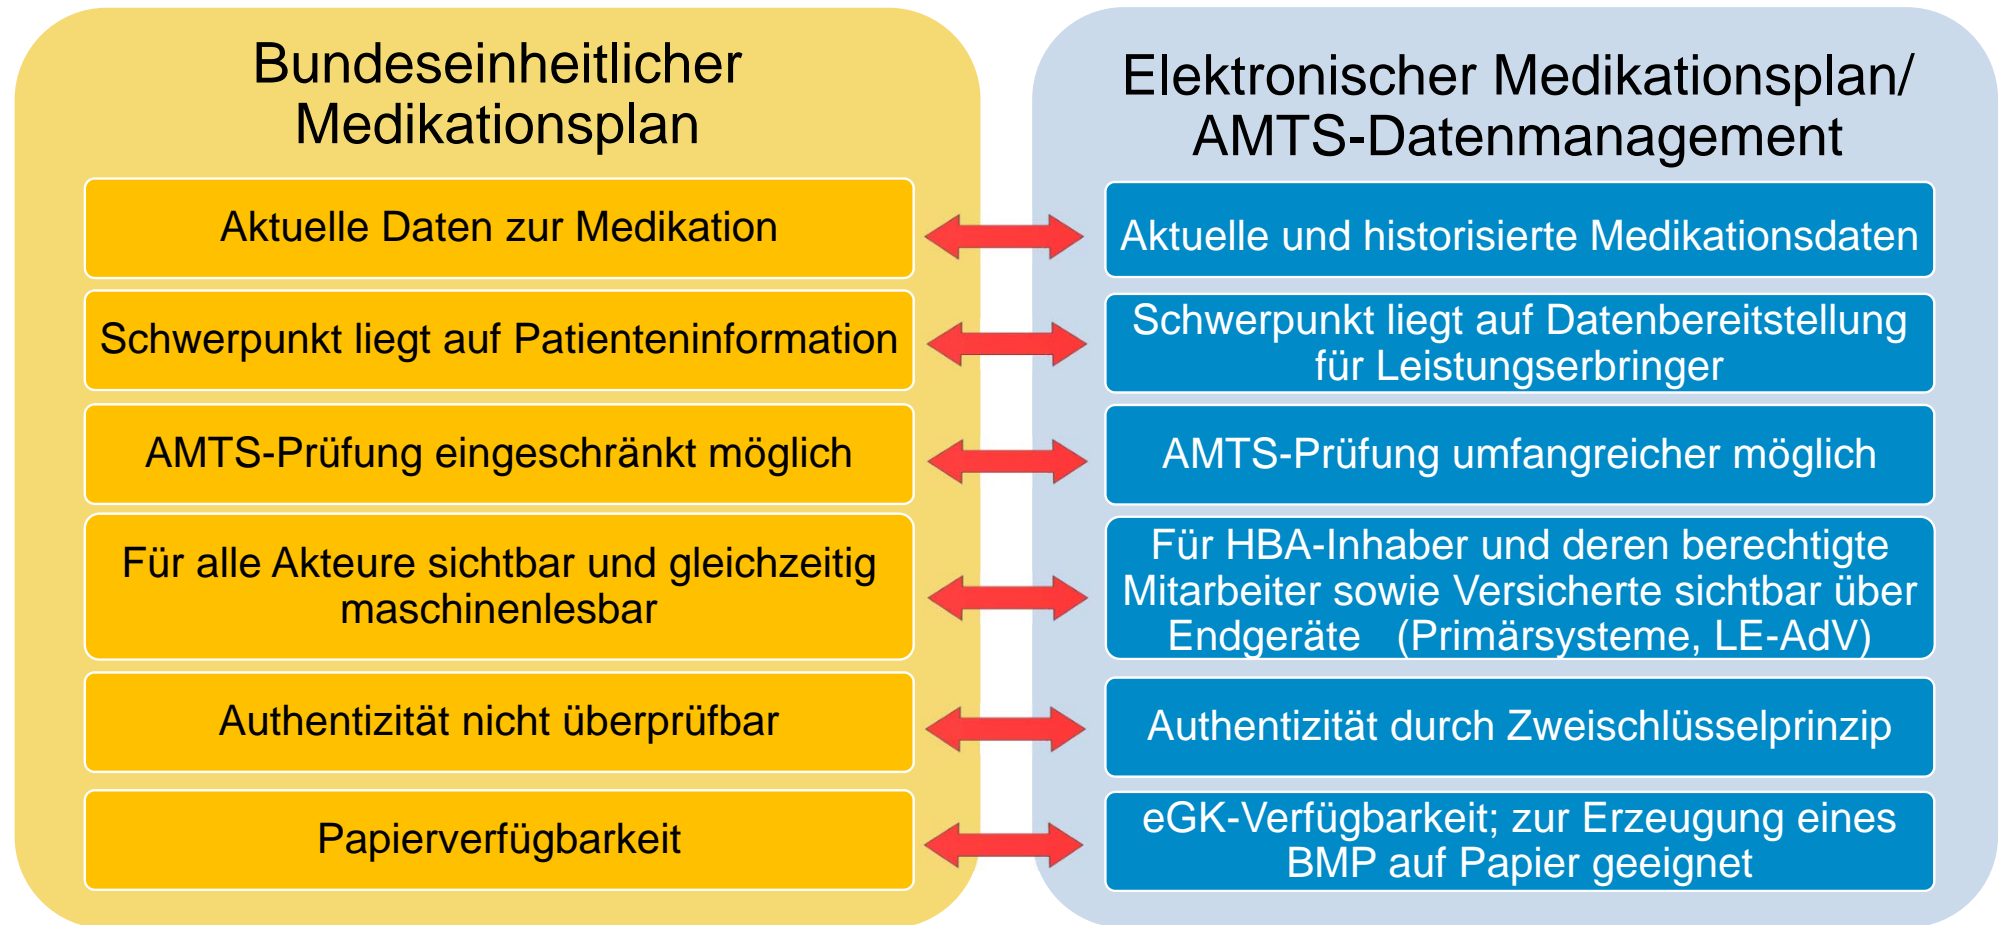 Bundeseinheitlicher
Medikationsplan
Aktuelle Daten zur Medikation
Schwerpunkt liegt auf Patienteninformation
AMTS-Prüfung eingeschränkt möglich
Für alle Akteure sichtbar und gleichzeitig
maschinenlesbar
Authentizität nicht überprüfbar
Papierverfügbarkeit
Elektronischer Medikationsplan/
AMTS-Datenmanagement
Aktuelle und historisierte Medikationsdaten
Schwerpunkt liegt auf Datenbereitstellung
für Leistungserbringer
AMTS-Prüfung umfangreicher möglich
Für HBA-Inhaber und deren berechtigte
Mitarbeiter sowie Versicherte sichtbar über
Endgeräte (Primärsysteme, LE-AdV)
Authentizität durch Zweischlüsselprinzip
eGK-Verfügbarkeit; zur Erzeugung eines
BMP auf Papier geeignet